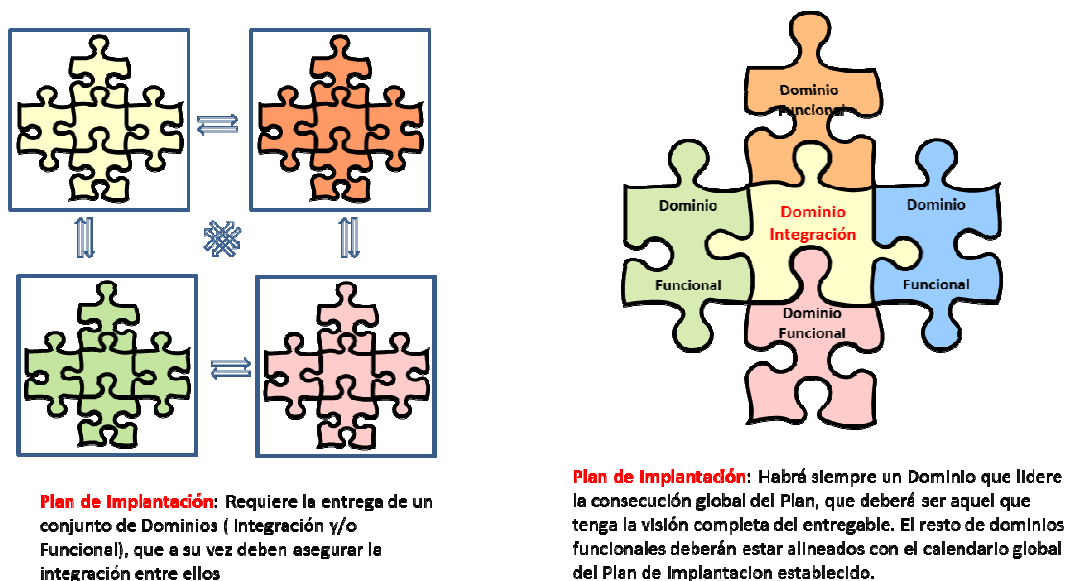 Dominio
Funcional
Dominio
Dominio
Integración
Dominio
Funcional
Funcional
Dominio
Funcional
Plan de Implantación: Requiere la entrega de un
conjunto de Dominios ( Integración y/o
Funcional), que a su vez deben asegurar la
integración entre ellos
Plan de Implantación: Habrá siempre un Dominio que lidere
la consecución global del Plan, que deberá ser aquel que
tenga la visión completa del entregable. El resto de dominios
funcionales deberán estar alineados con el calendario global
del Plan de Implantacion establecido.